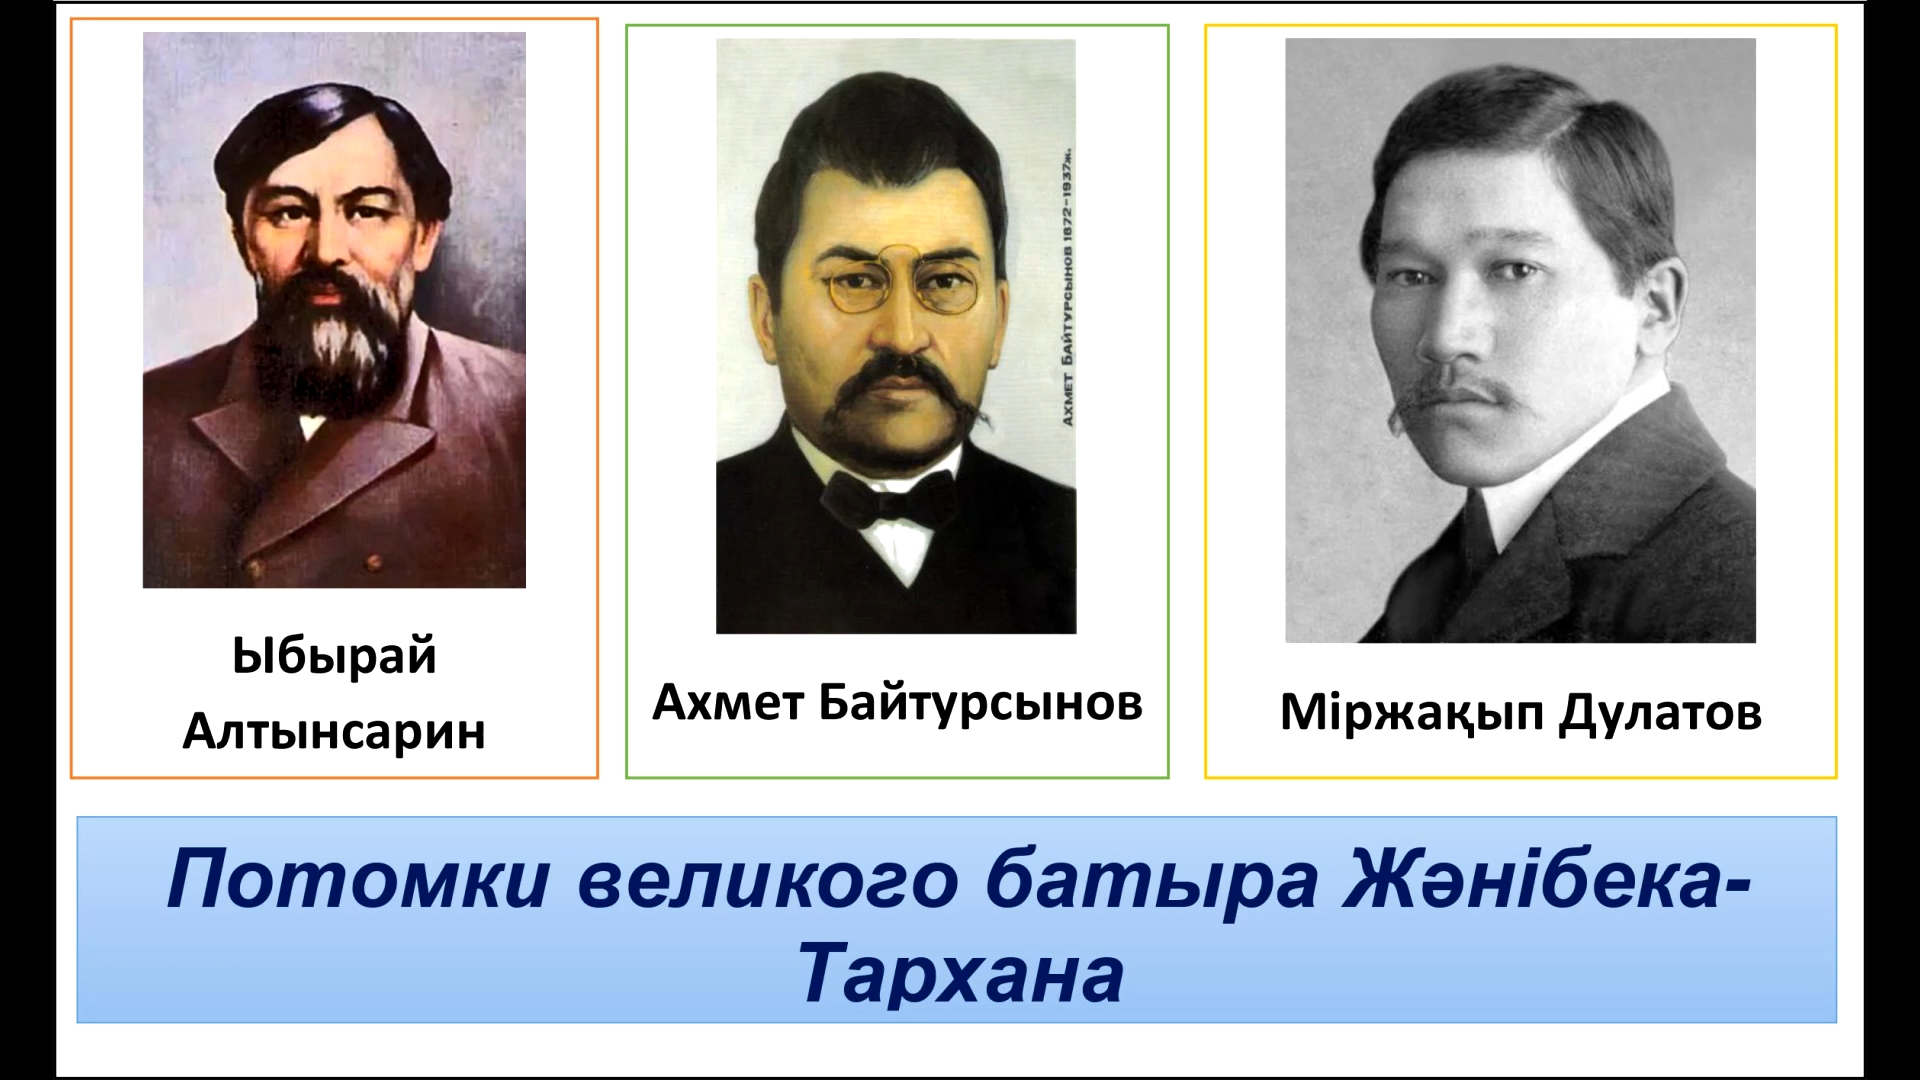 Ахмет Байтурсынов 1872-1937ж.
Ыбырай
Алтынсарин
Ахмет Байтурсынов
Міржақып Дулатов
Потомки великого батыра Жәнібека-
Тархана